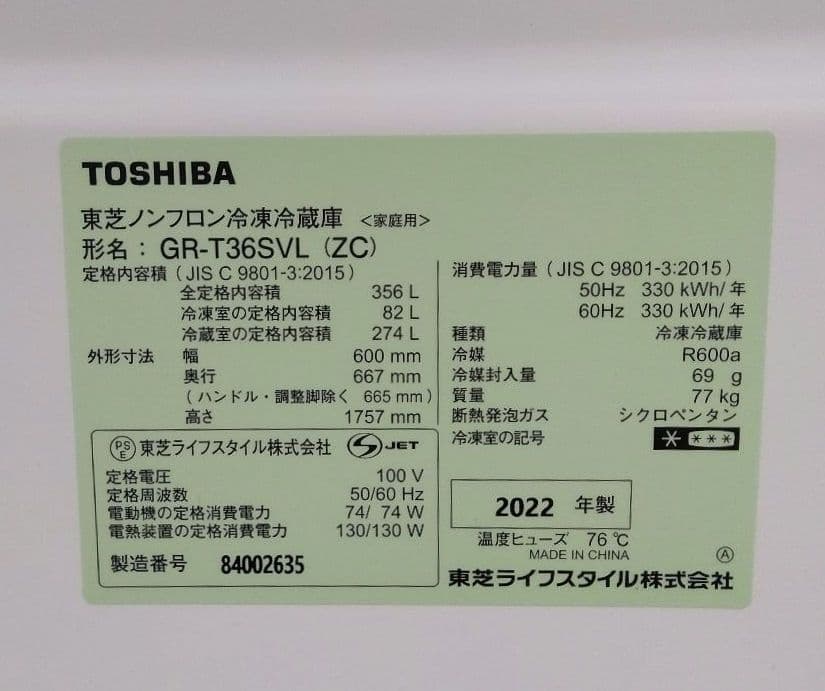 TOSHIBA
東芝ノンフロン冷凍冷蔵庫 <家庭用>
形名： GR-T36SVL (ZC)
定格内容積 (JIS C 9801-3:2015)
全定格内容積 356 L
冷凍室の定格内容積 82 L
冷蔵室の定格内容積 274 L
外形寸法 幅 600 mm
奥行 667 mm
(ハンドル・調整脚除く 665 mm)
高さ 1757 mm
PSE 東芝ライフスタイル株式会社 S JET
定格電圧 100 V
定格周波数 50/60 Hz
電動機の定格消費電力 74/ 74 W
電熱装置の定格消費電力 130/130 W
製造番号 84002635
消費電力量 (JIS C 9801-3:2015)
50Hz 330 kWh/年
60Hz 330 kWh/年
種類 冷凍冷蔵庫
冷媒 R600a
冷媒封入量 69 g
質量 77 kg
断熱発泡ガス シクロペンタン
冷凍室の記号 * ***
2022 年製
温度ヒューズ 76 ℃
MADE IN CHINA
Ⓐ
東芝ライフスタイル株式会社